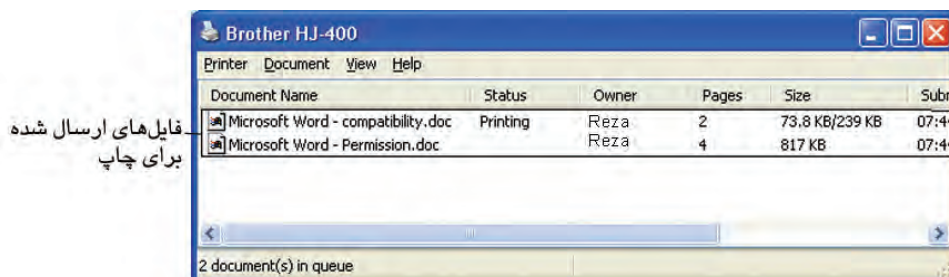 Brother HJ-400
Printer Document View Help
Document Name Status Owner Pages Size Subr
Microsoft Word - compatibility.doc Printing Reza 2 73.8 KB/239 KB 07:4
Microsoft Word - Permission.doc Reza 4 817 KB 07:4
2 document(s) in queue
فایل‌های ارسال شده
برای چاپ